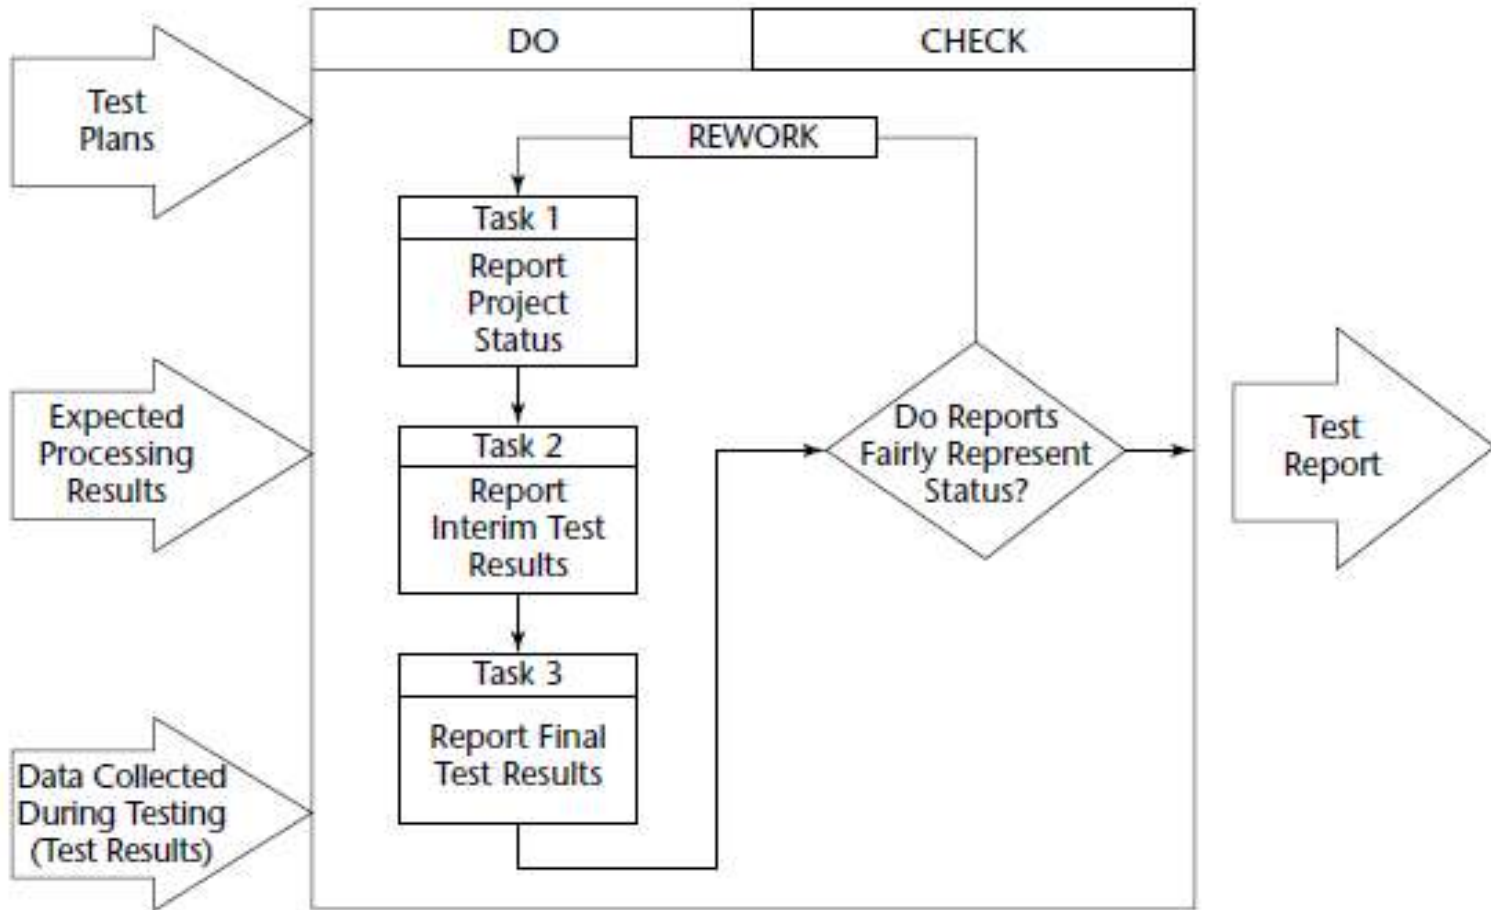 DO
CHECK
Test
Plans
REWORK
Task 1
Report
Project
Status
Expected
Processing
Results
Task 2
Report
Interim Test
Results
Do Reports
Fairly Represent
Status?
Test
Report
Task 3
Report Final
Test Results
Data Collected
During Testing
(Test Results)